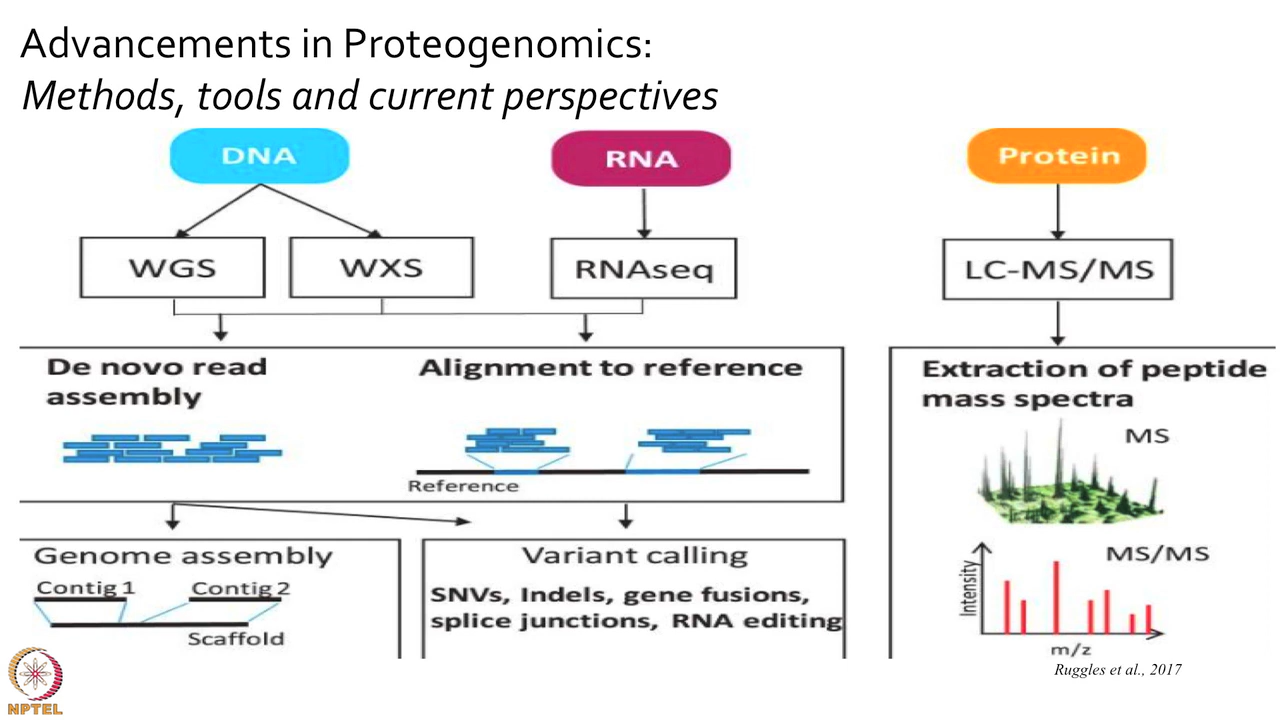 Advancements in Proteogenomics:
Methods, tools and current perspectives
DNA
RNA
Protein
WGS
WXS
RNAseq
LC-MS/MS
De novo read
assembly
Alignment to reference
Reference
Extraction of peptide
mass spectra
MS
MS/MS
Intensity
m/z
Genome assembly
Contig 1
Contig 2
Scaffold
Variant calling
SNVs, Indels, gene fusions,
splice junctions, RNA editing
Ruggles et al., 2017
NPTEL